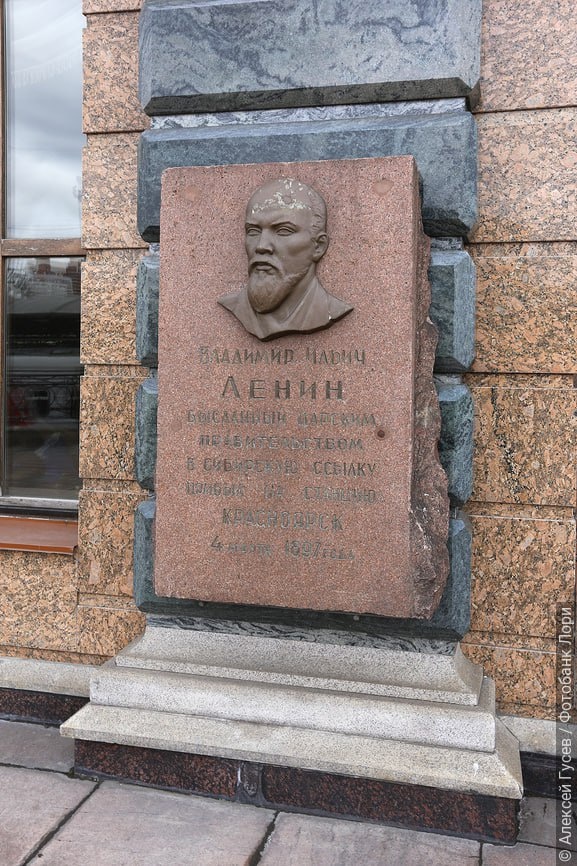 Владимир Ильич
ЛЕНИН
высланный царским
правительством
в сибирскую ссылку
прибыл на станцию
Красноярск
4 марта 1897 года
© Алексей Гусев / Фотобанк Лори